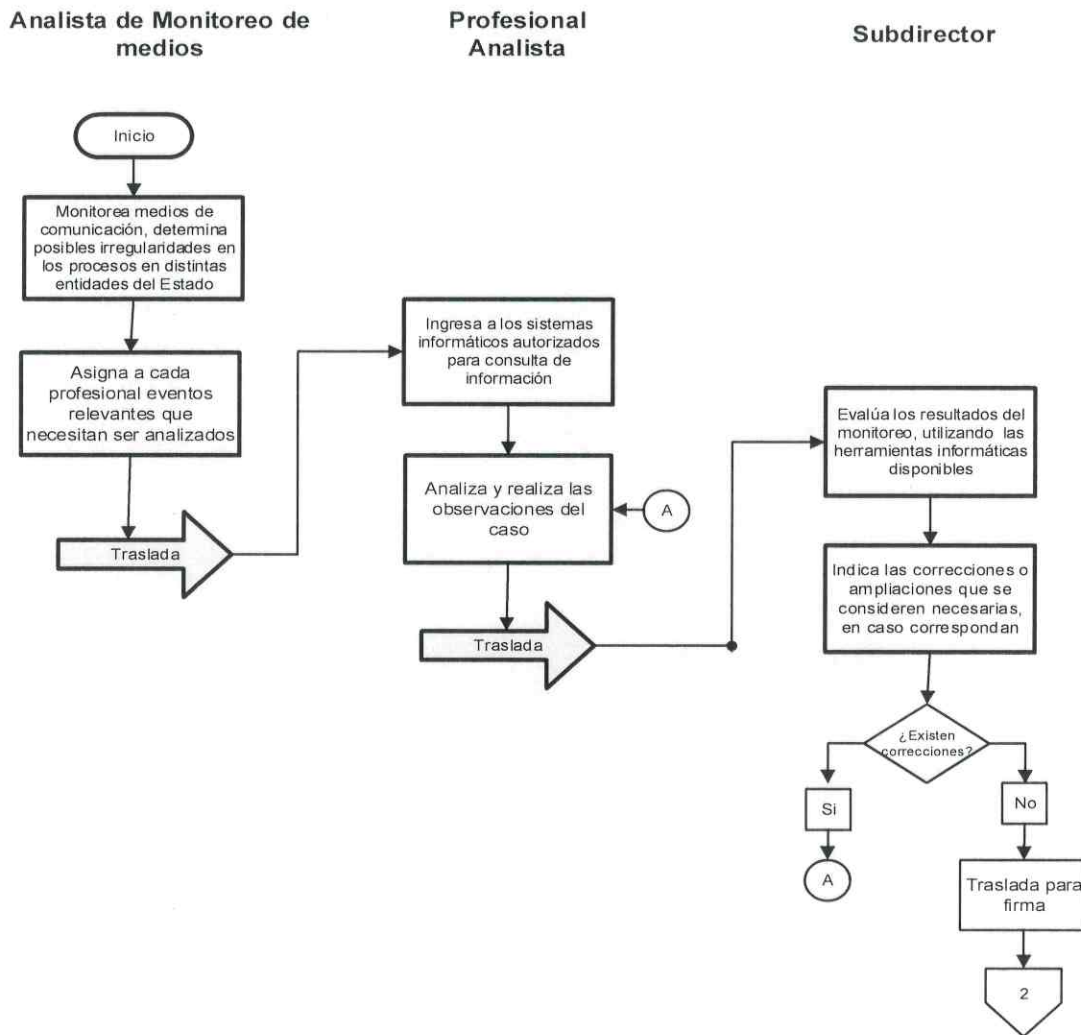 Analista de Monitoreo de
medios
Profesional
Analista
Subdirector
Inicio
Monitorea medios de
comunicación, determina
posibles irregularidades en
los procesos en distintas
entidades del Estado
Asigna a cada
profesional eventos
relevantes que
necesitan ser analizados
Traslada
Ingresa a los sistemas
informáticos autorizados
para consulta de
información
Analiza y realiza las
observaciones del
caso
A
Traslada
Evalúa los resultados del
monitoreo, utilizando las
herramientas informáticas
disponibles
Indica las correcciones o
ampliaciones que se
consideren necesarias,
en caso correspondan
¿Existen
correcciones?
Si
No
A
Traslada para
firma
2